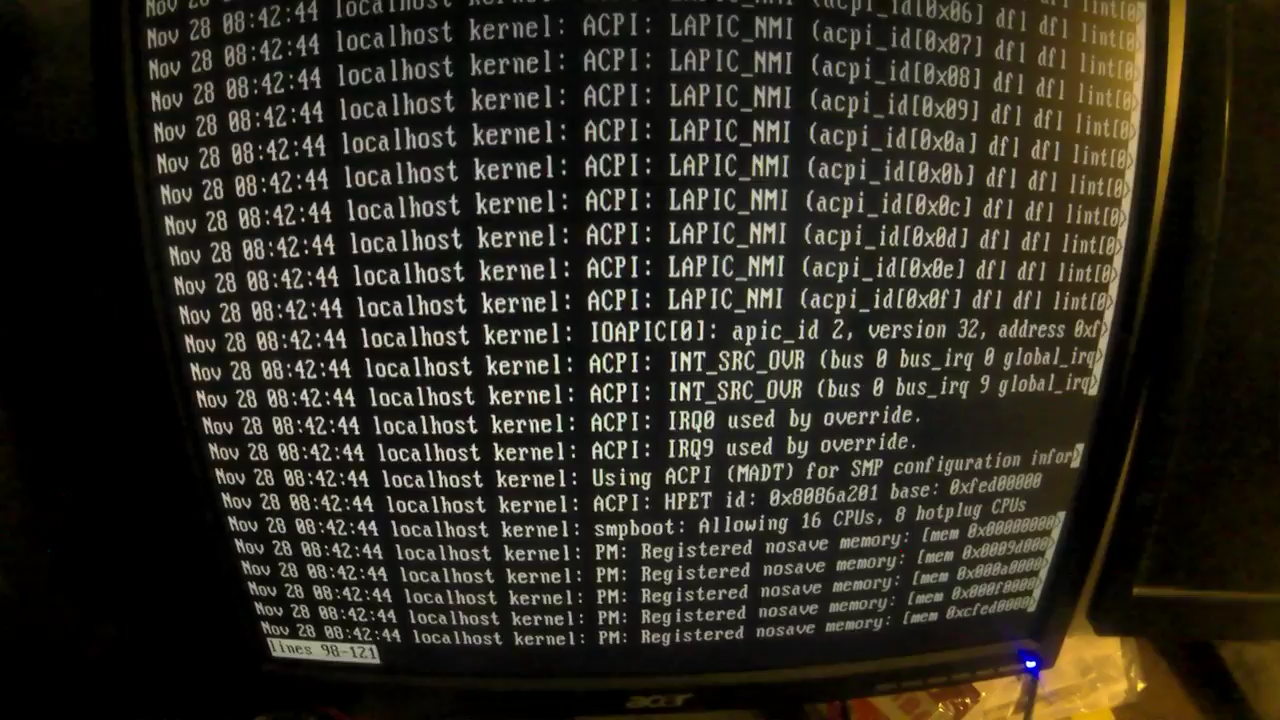 Nov 28 08:42:44 localhost kernel: ACPI: LAPIC_NMI (acpi_id[0x06] dfl dfl lint[0>
Nov 28 08:42:44 localhost kernel: ACPI: LAPIC_NMI (acpi_id[0x07] dfl dfl lint[0>
Nov 28 08:42:44 localhost kernel: ACPI: LAPIC_NMI (acpi_id[0x08] dfl dfl lint[0>
Nov 28 08:42:44 localhost kernel: ACPI: LAPIC_NMI (acpi_id[0x09] dfl dfl lint[0>
Nov 28 08:42:44 localhost kernel: ACPI: LAPIC_NMI (acpi_id[0x0a] dfl dfl lint[0>
Nov 28 08:42:44 localhost kernel: ACPI: LAPIC_NMI (acpi_id[0x0b] dfl dfl lint[0>
Nov 28 08:42:44 localhost kernel: ACPI: LAPIC_NMI (acpi_id[0x0c] dfl dfl lint[0>
Nov 28 08:42:44 localhost kernel: ACPI: LAPIC_NMI (acpi_id[0x0d] dfl dfl lint[0>
Nov 28 08:42:44 localhost kernel: ACPI: LAPIC_NMI (acpi_id[0x0e] dfl dfl lint[0>
Nov 28 08:42:44 localhost kernel: ACPI: LAPIC_NMI (acpi_id[0x0f] dfl dfl lint[0>
Nov 28 08:42:44 localhost kernel: IOAPIC[0]: apic_id 2, version 32, address 0xf>
Nov 28 08:42:44 localhost kernel: ACPI: INT_SRC_OVR (bus 0 bus_irq 0 global_irq>
Nov 28 08:42:44 localhost kernel: ACPI: INT_SRC_OVR (bus 0 bus_irq 9 global_irq>
Nov 28 08:42:44 localhost kernel: ACPI: IRQ0 used by override.
Nov 28 08:42:44 localhost kernel: ACPI: IRQ9 used by override.
Nov 28 08:42:44 localhost kernel: Using ACPI (MADT) for SMP configuration infor>
Nov 28 08:42:44 localhost kernel: ACPI: HPET id: 0x8086a201 base: 0xfed00000
Nov 28 08:42:44 localhost kernel: smpboot: Allowing 16 CPUs, 8 hotplug CPUs
Nov 28 08:42:44 localhost kernel: PM: Registered nosave memory: [mem 0x00000000>
Nov 28 08:42:44 localhost kernel: PM: Registered nosave memory: [mem 0x0009d000>
Nov 28 08:42:44 localhost kernel: PM: Registered nosave memory: [mem 0x000a0000>
Nov 28 08:42:44 localhost kernel: PM: Registered nosave memory: [mem 0x000f0000>
Nov 28 08:42:44 localhost kernel: PM: Registered nosave memory: [mem 0xcfed0000>
lines 98-121
acer